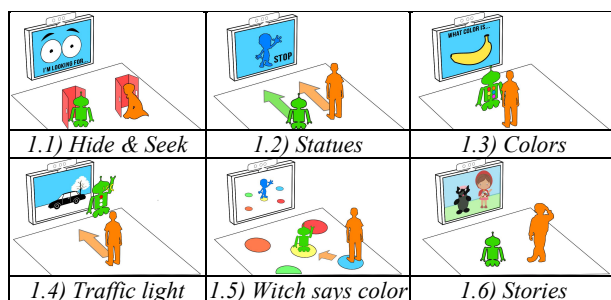 I'M LOOKING FOR...
STOP
WHAT COLOR IS...
1.1) Hide & Seek
1.2) Statues
1.3) Colors
1.4) Traffic light
1.5) Witch says color
1.6) Stories